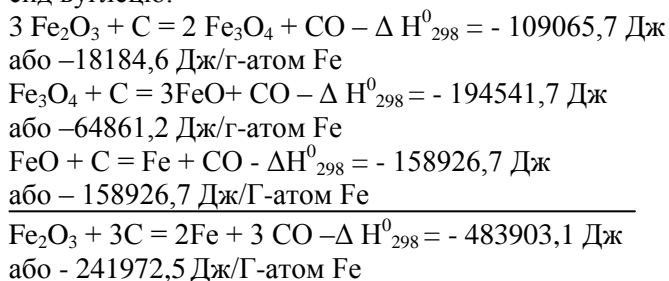 3 Fe₂O₃ + C = 2 Fe₃O₄ + CO – Δ H⁰₂₉₈ = - 109065,7 Дж
або –18184,6 Дж/г-атом Fe
Fe₃O₄ + C = 3FeO+ CO – Δ H⁰₂₉₈ = - 194541,7 Дж
або –64861,2 Дж/г-атом Fe
FeO + C = Fe + CO - ΔH⁰₂₉₈ = - 158926,7 Дж
або – 158926,7 Дж/Г-атом Fe
Fe₂O₃ + 3C = 2Fe + 3 CO –Δ H⁰₂₉₈ = - 483903,1 Дж
або - 241972,5 Дж/Г-атом Fe